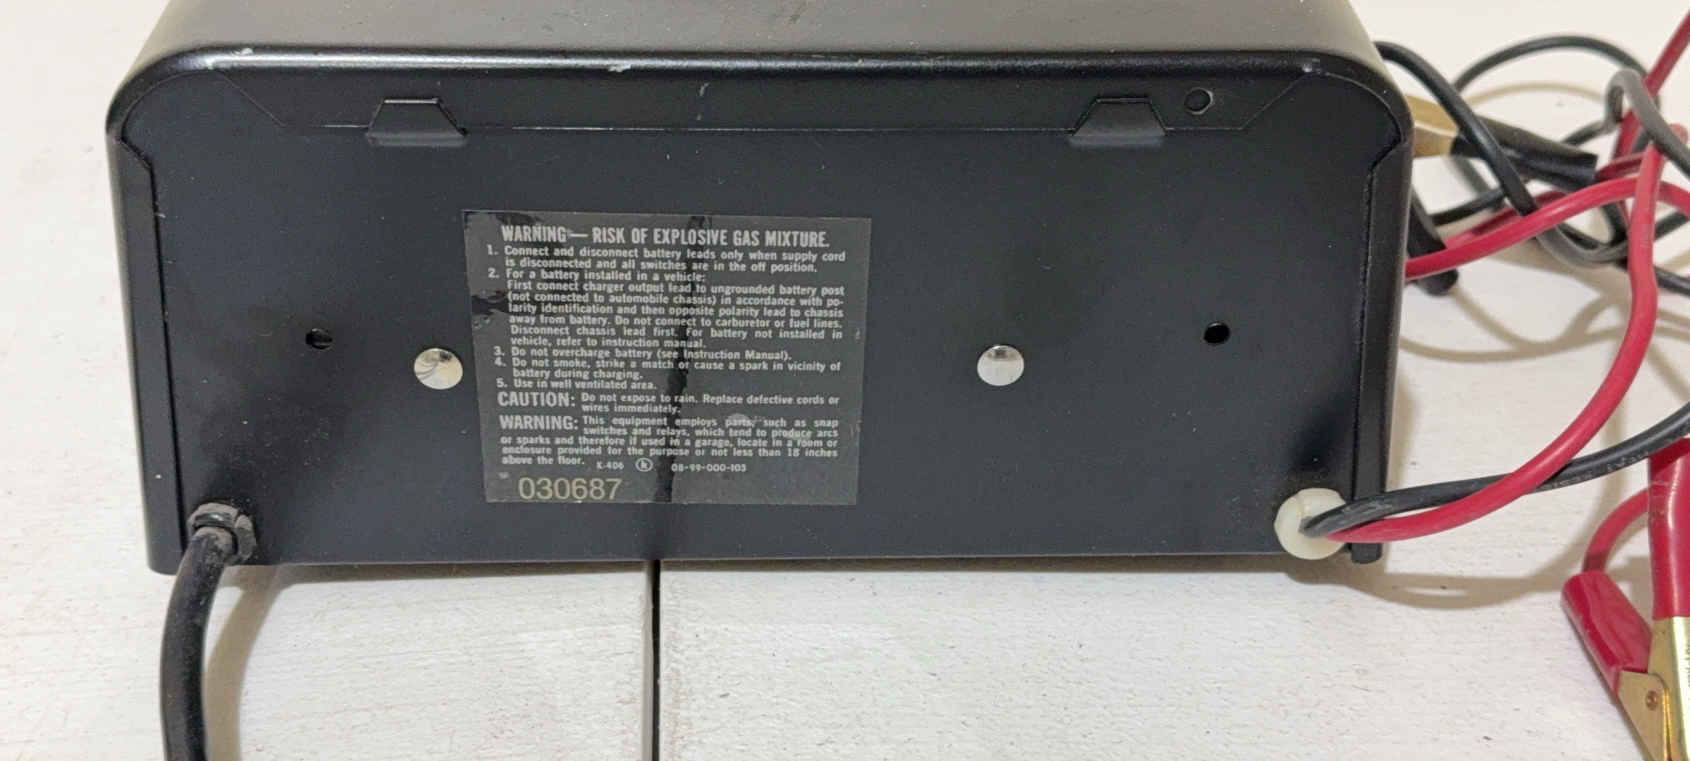 WARNING — RISK OF EXPLOSIVE GAS MIXTURE.
1. Connect and disconnect battery leads only when supply cord
is disconnected and all switches are in the off position.
2. For a battery installed in a vehicle:
First connect charger output lead to ungrounded battery post
(not connected to automobile chassis) in accordance with po-
larity identification and then opposite polarity lead to chassis
away from battery. Do not connect to carburetor or fuel lines.
Disconnect chassis lead first. For battery not installed in
vehicle, refer to instruction manual.
3. Do not overcharge battery (see Instruction Manual).
4. Do not smoke, strike a match or cause a spark in vicinity of
battery during charging.
5. Use in well ventilated area.
CAUTION: Do not expose to rain. Replace defective cords or
wires immediately.
WARNING: This equipment employs parts, such as snap
switches and relays, which tend to produce arcs
or sparks and therefore if used in a garage, locate in a room or
enclosure provided for the purpose or not less than 18 inches
above the floor. K-406 k 08-99-000-103
030687